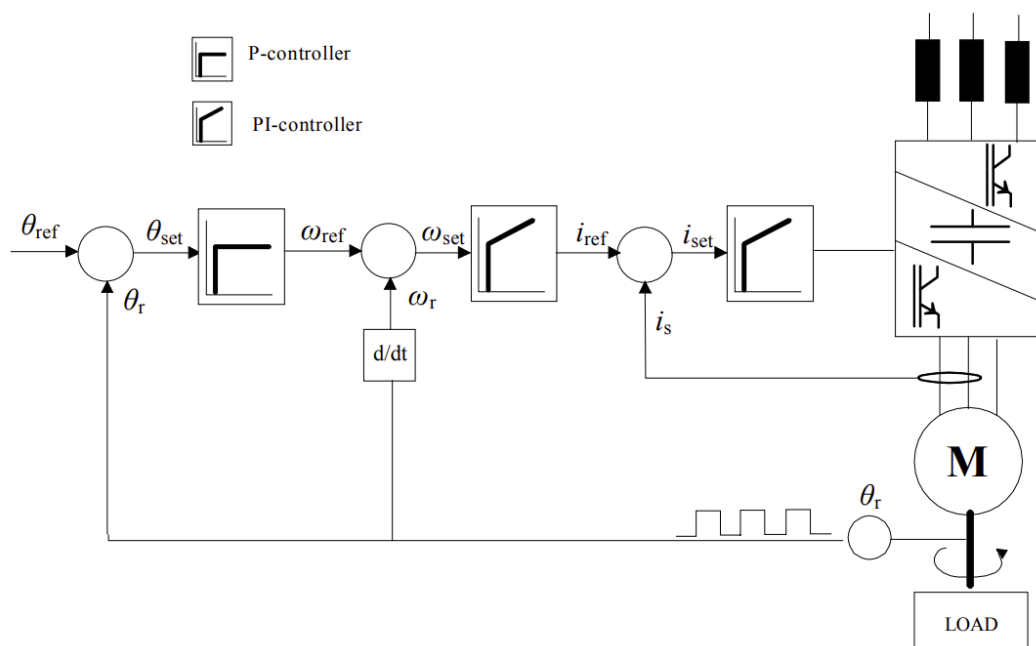 P-controller
PI-controller
θref
θset
ωref
ωset
iref
iset
θr
ωr
is
d/dt
M
θr
LOAD